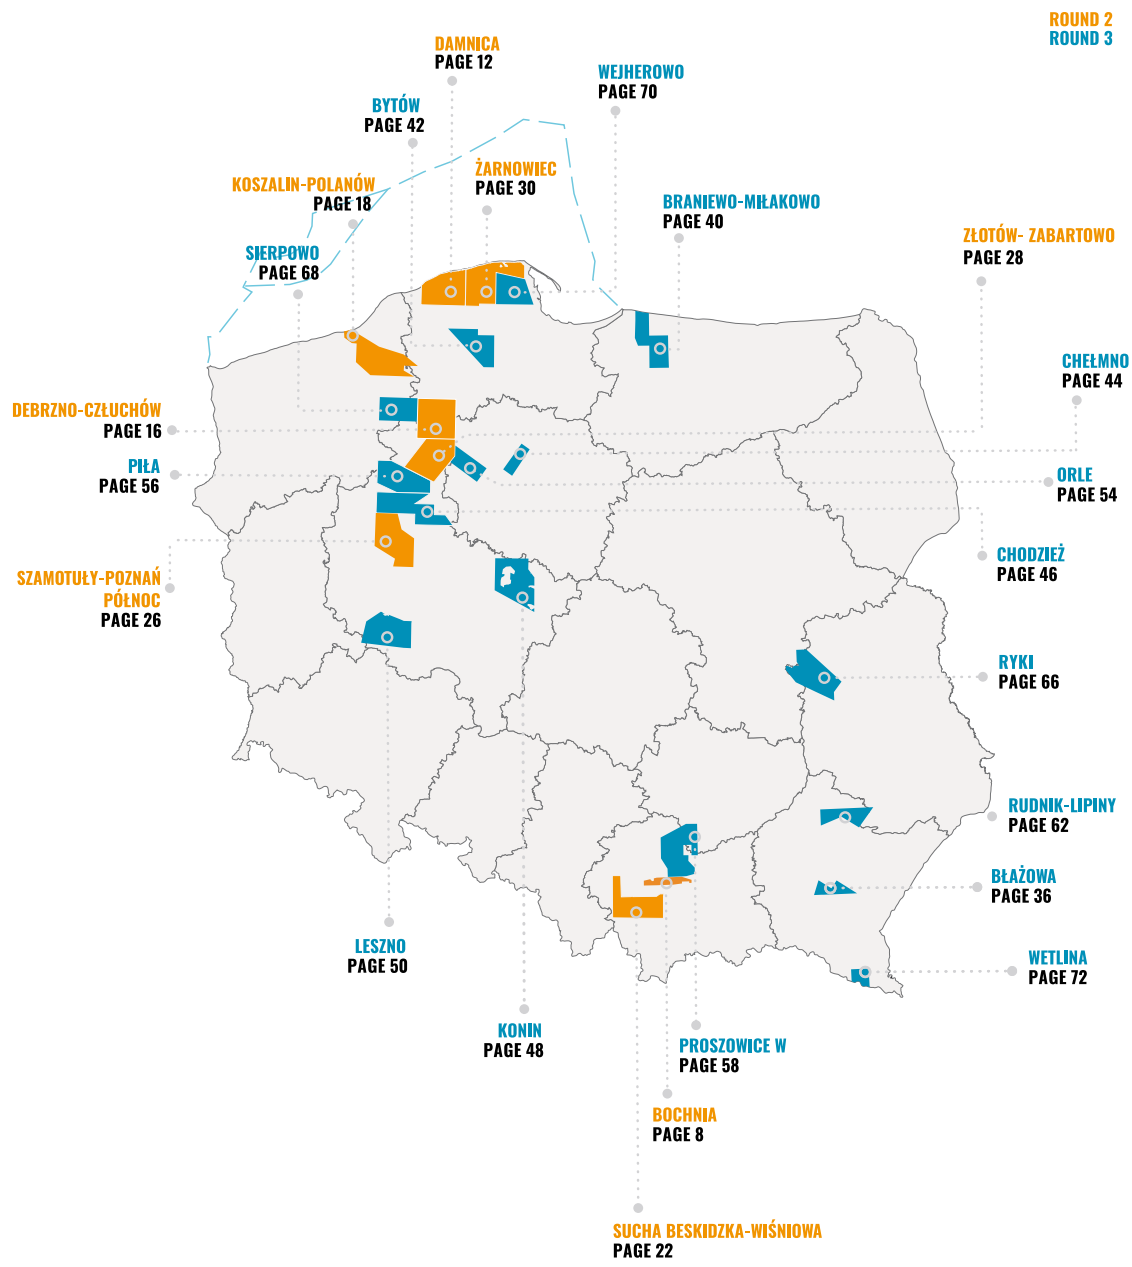 ROUND 2
ROUND 3
DAMNICA
PAGE 12
WEJHEROWO
PAGE 70
BYTÓW
PAGE 42
ŻARNOWIEC
PAGE 30
KOSZALIN-POLANÓW
PAGE 18
BRANIEWO-MIŁAKOWO
PAGE 40
ZŁOTÓW- ZABARTOWO
PAGE 28
SIERPOWO
PAGE 68
CHEŁMNO
PAGE 44
DEBRZNO-CZŁUCHÓW
PAGE 16
PIŁA
PAGE 56
ORLE
PAGE 54
CHODZIEŻ
PAGE 46
SZAMOTUŁY-POZNAŃ
PÓŁNOC
PAGE 26
RYKI
PAGE 66
RUDNIK-LIPINY
PAGE 62
BŁAŻOWA
PAGE 36
LESZNO
PAGE 50
WETLINA
PAGE 72
KONIN
PAGE 48
PROSZOWICE W
PAGE 58
BOCHNIA
PAGE 8
SUCHA BESKIDZKA-WIŚNIOWA
PAGE 22